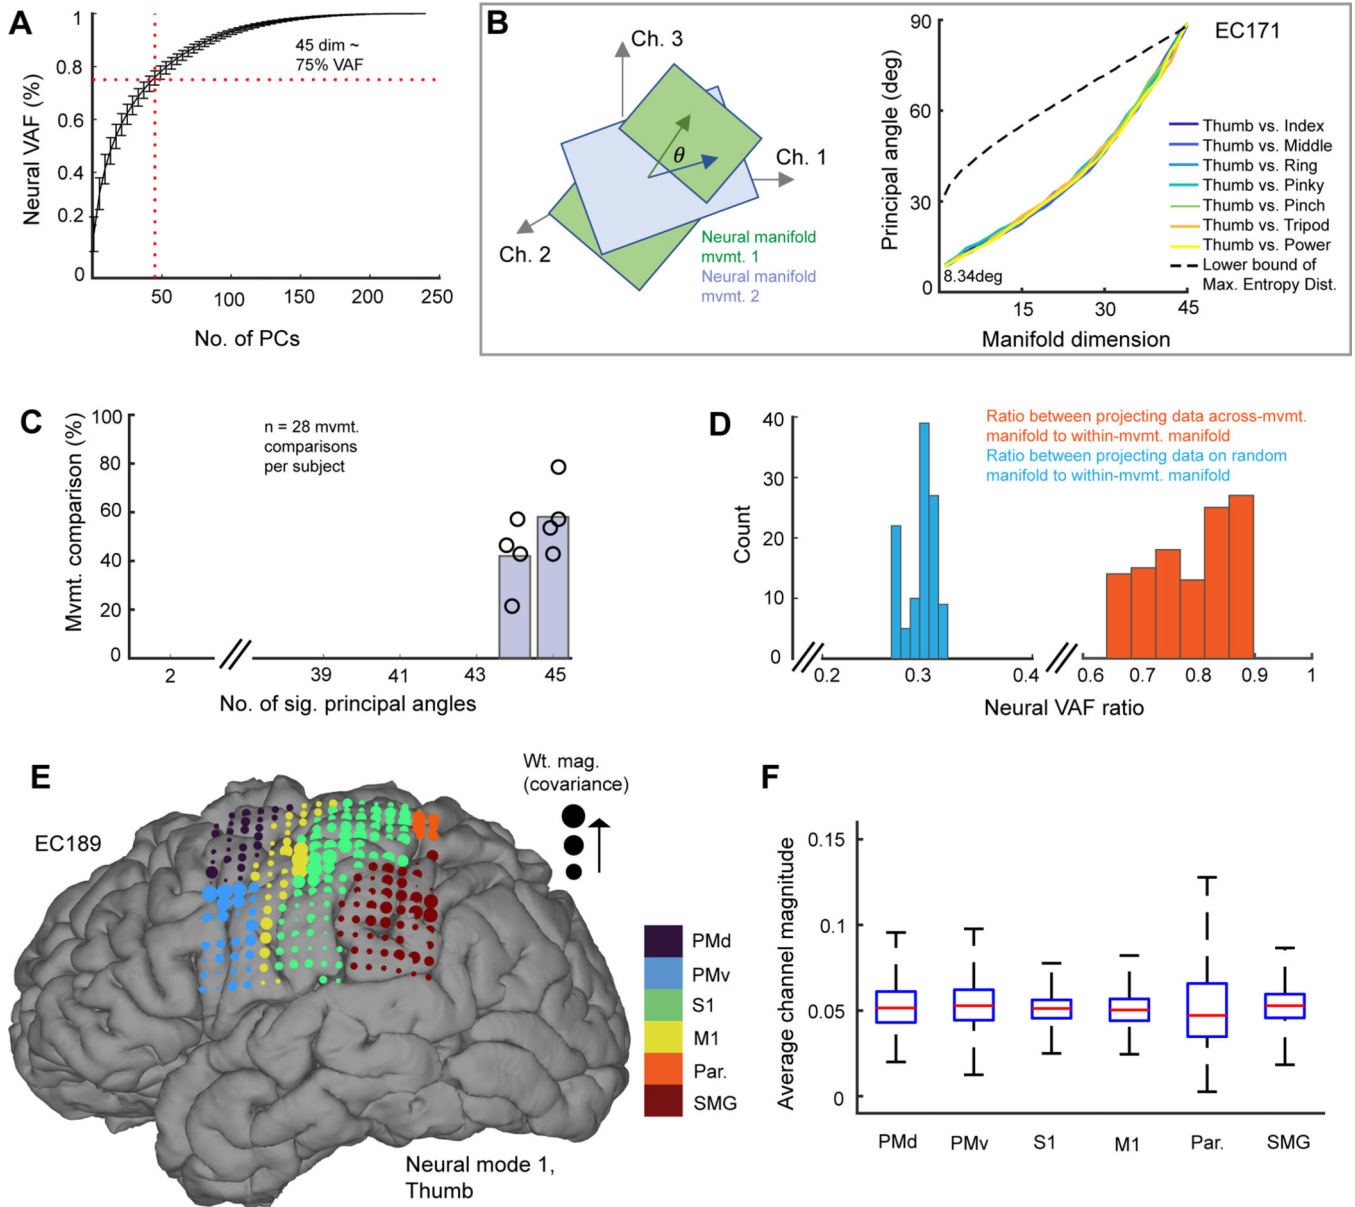 A
Neural VAF (%)
1
0.8
0.6
0.4
0.2
0
45 dim ~
75% VAF
50
100
150
200
250
No. of PCs
B
Ch. 3
Ch. 1
Ch. 2
θ
Neural manifold
mvmt. 1
Neural manifold
mvmt. 2
EC171
Principal angle (deg)
90
60
30
0
8.34deg
15
30
45
Manifold dimension
Thumb vs. Index
Thumb vs. Middle
Thumb vs. Ring
Thumb vs. Pinky
Thumb vs. Pinch
Thumb vs. Tripod
Thumb vs. Power
Lower bound of
Max. Entropy Dist.
C
Mvmt. comparison (%)
100
80
60
40
20
0
n = 28 mvmt.
comparisons
per subject
2
39
41
43
45
No. of sig. principal angles
D
Count
40
30
20
10
0
Ratio between projecting data across-mvmt.
manifold to within-mvmt. manifold
Ratio between projecting data on random
manifold to within-mvmt. manifold
0.2
0.3
0.4
0.6
0.7
0.8
0.9
1
Neural VAF ratio
E
EC189
Wt. mag.
(covariance)
PMd
PMv
S1
M1
Par.
SMG
Neural mode 1,
Thumb
F
Average channel magnitude
0.15
0.1
0.05
0
PMd
PMv
S1
M1
Par.
SMG